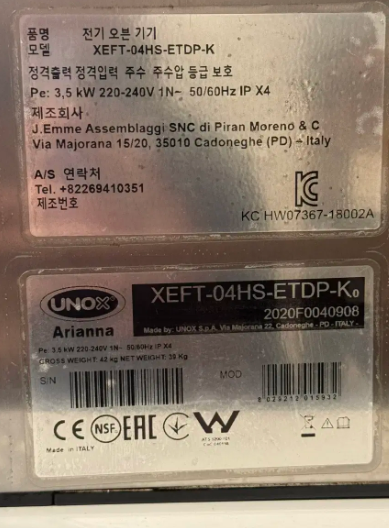 품명 전기 오븐 기기
모델 XEFT-04HS-ETDP-K
정격출력 정격입력 주수 주수압 등급 보호
Pe: 3,5 kW 220-240V 1N~ 50/60Hz IP X4
제조회사
J.Emme Assemblaggi SNC di Piran Moreno & C
Via Majorana 15/20, 35010 Cadoneghe (PD) – Italy
A/S 연락처
Tel. +82269410351
제조번호
KC HW07367-18002A
UNOX
Arianna
XEFT-04HS-ETDP-K0
2020F0040908
Made by: UNOX S.p.A. Via Majorana 22, Cadoneghe - PD - ITALY -
Pe: 3,5 kW 220-240V 1N~ 50/60Hz IP X4
GROSS WEIGHT: 43 kg NET WEIGHT: 38 Kg
S/N
MOD
CE NSF EAC
Made in ITALY